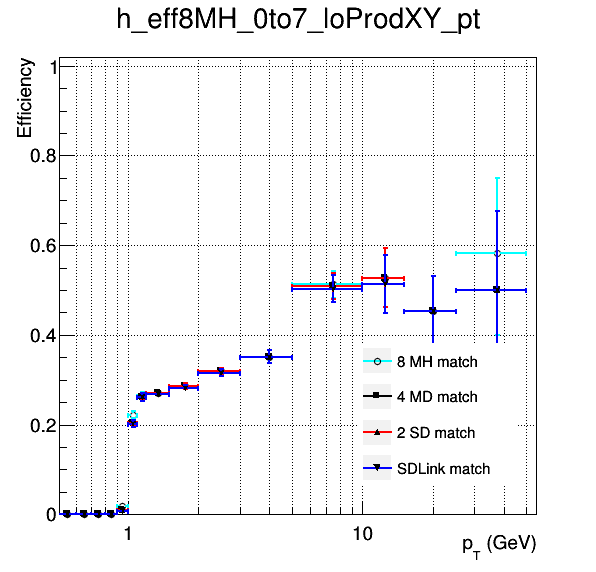 h_eff8MH_0to7_loProdXY_pt
Efficiency
1
0.8
0.6
0.4
0.2
0
8 MH match
4 MD match
2 SD match
SDLink match
1
10
p_T (GeV)